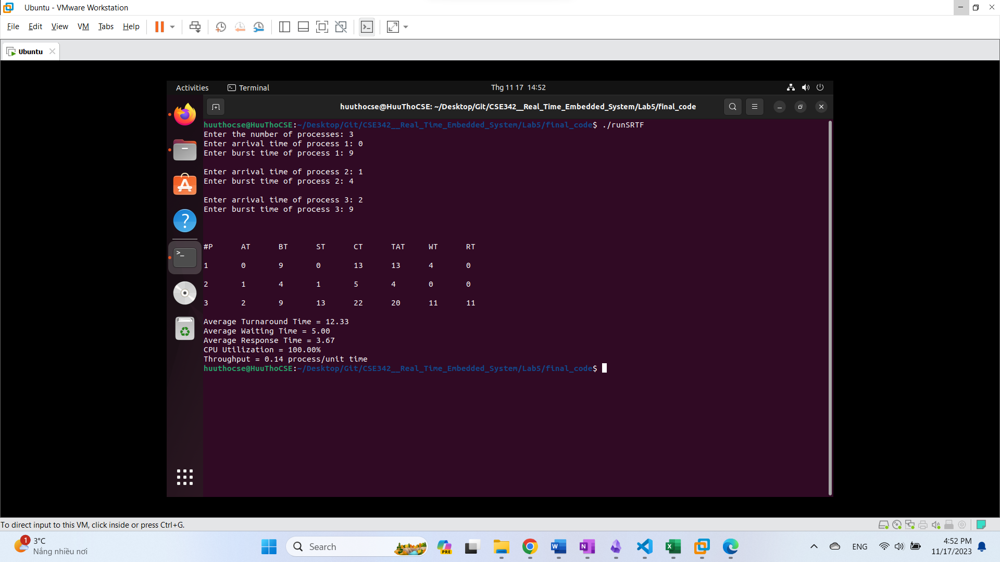 Ubuntu - VMware Workstation
File Edit View VM Tabs Help
Ubuntu
Activities Terminal Thg 11 17 14:52
huuthocse@HuuThoCSE: ~/Desktop/Git/CSE342__Real_Time_Embedded_System/Lab5/final_code
huuthocse@HuuThoCSE:~/Desktop/Git/CSE342__Real_Time_Embedded_System/Lab5/final_code$ ./runSRTF
Enter the number of processes: 3
Enter arrival time of process 1: 0
Enter burst time of process 1: 9
Enter arrival time of process 2: 1
Enter burst time of process 2: 4
Enter arrival time of process 3: 2
Enter burst time of process 3: 9
#P AT BT ST CT TAT WT RT
1 0 9 0 13 13 4 0
2 1 4 1 5 4 0 0
3 2 9 13 22 20 11 11
Average Turnaround Time = 12.33
Average Waiting Time = 5.00
Average Response Time = 3.67
CPU Utilization = 100.00%
Throughput = 0.14 process/unit time
huuthocse@HuuThoCSE:~/Desktop/Git/CSE342__Real_Time_Embedded_System/Lab5/final_code$
To direct input to this VM, click inside or press Ctrl+G.
1 3°C
Nắng nhiều nơi
Search
PRE
ENG
4:52 PM
11/17/2023